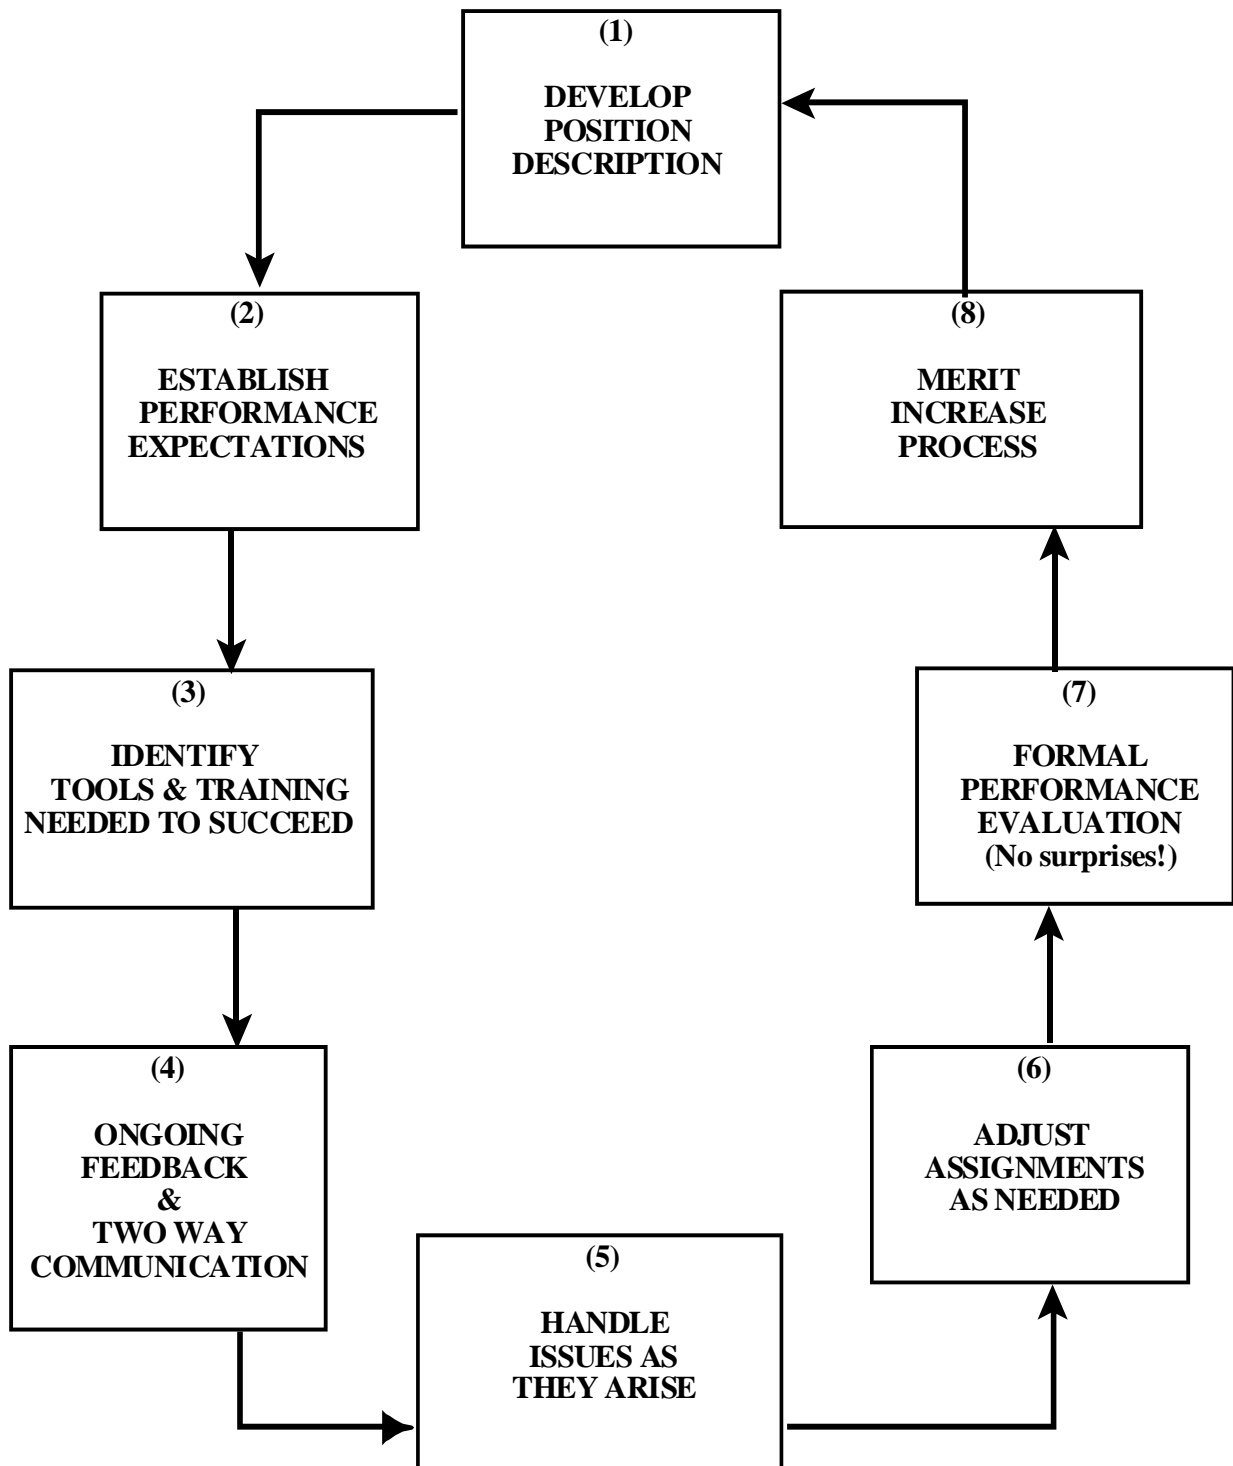 (1)
DEVELOP
POSITION
DESCRIPTION
(2)
ESTABLISH
PERFORMANCE
EXPECTATIONS
(3)
IDENTIFY
TOOLS & TRAINING
NEEDED TO SUCCEED
(4)
ONGOING
FEEDBACK
&
TWO WAY
COMMUNICATION
(5)
HANDLE
ISSUES AS
THEY ARISE
(6)
ADJUST
ASSIGNMENTS
AS NEEDED
(7)
FORMAL
PERFORMANCE
EVALUATION
(No surprises!)
(8)
MERIT
INCREASE
PROCESS